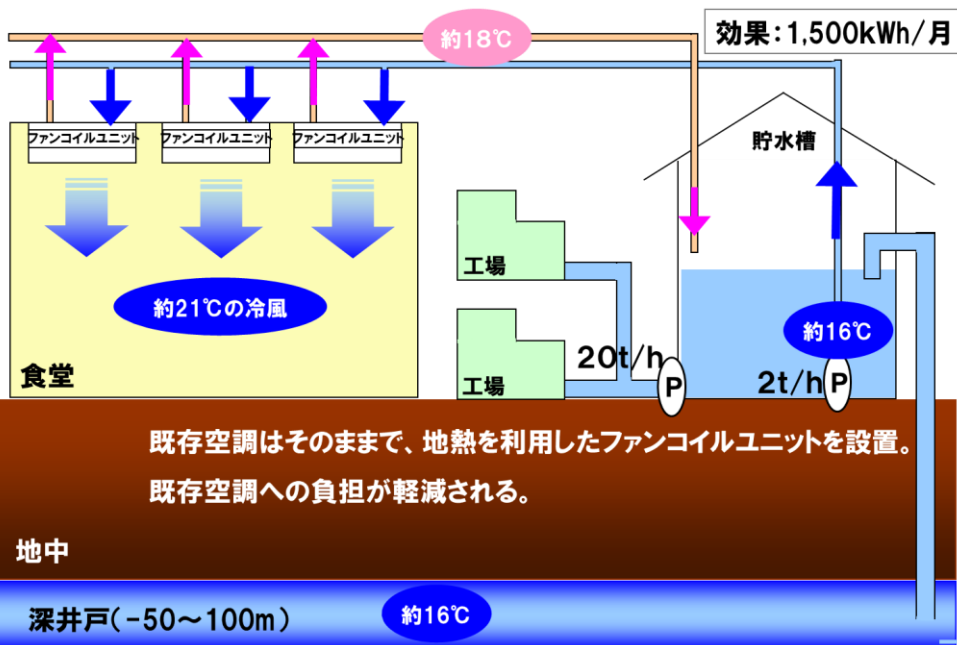 約18℃
効果:1,500kWh/月
ファンコイルユニット
ファンコイルユニット
ファンコイルユニット
貯水槽
工場
約21℃の冷風
約16℃
20t/h
P
2t/h
P
食堂
工場
既存空調はそのままで、地熱を利用したファンコイルユニットを設置。
既存空調への負担が軽減される。
地中
深井戸(-50~100m)
約16℃